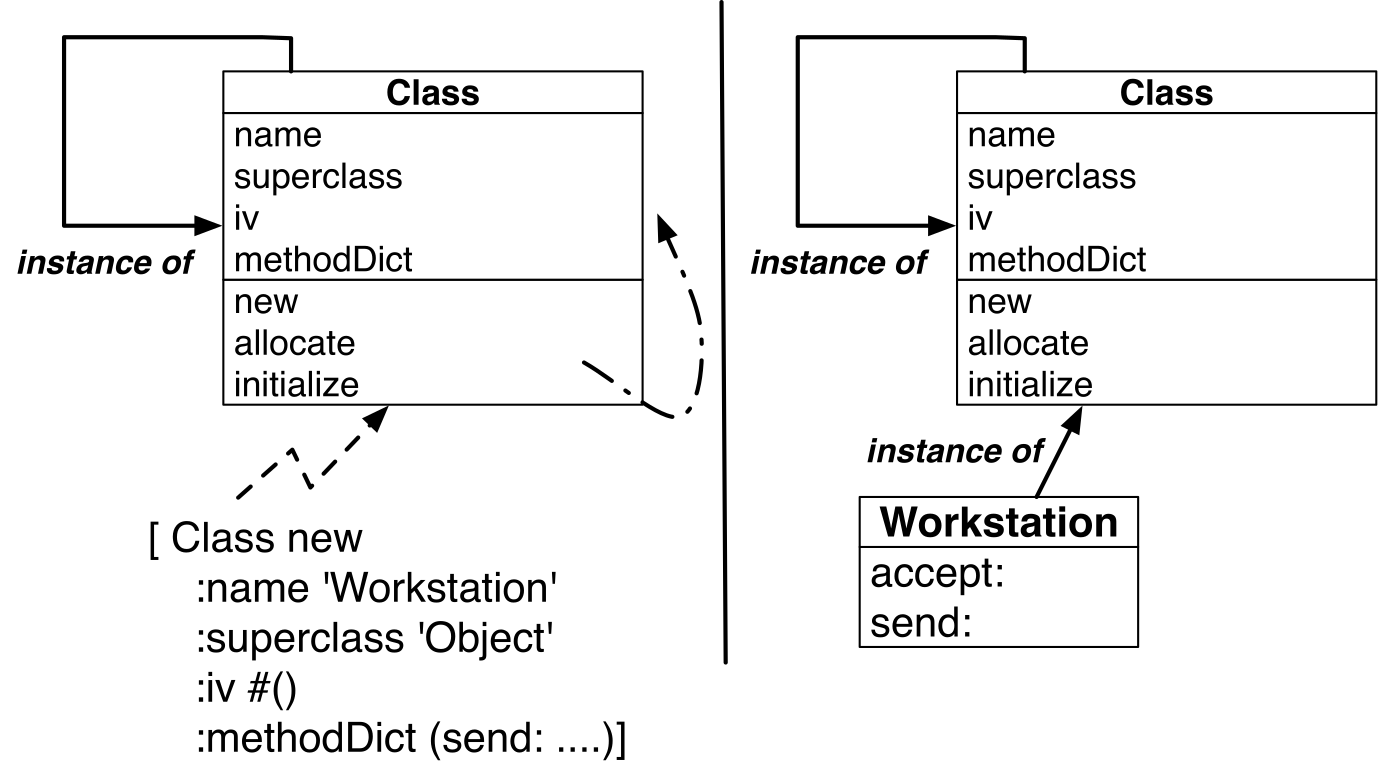 Class
name
superclass
iv
instance of
methodDict
new
allocate
initialize
[ Class new
:name 'Workstation'
:superclass 'Object'
:iv #()
:methodDict (send: ....)]
Class
name
superclass
iv
instance of
methodDict
new
allocate
initialize
instance of
Workstation
accept:
send: